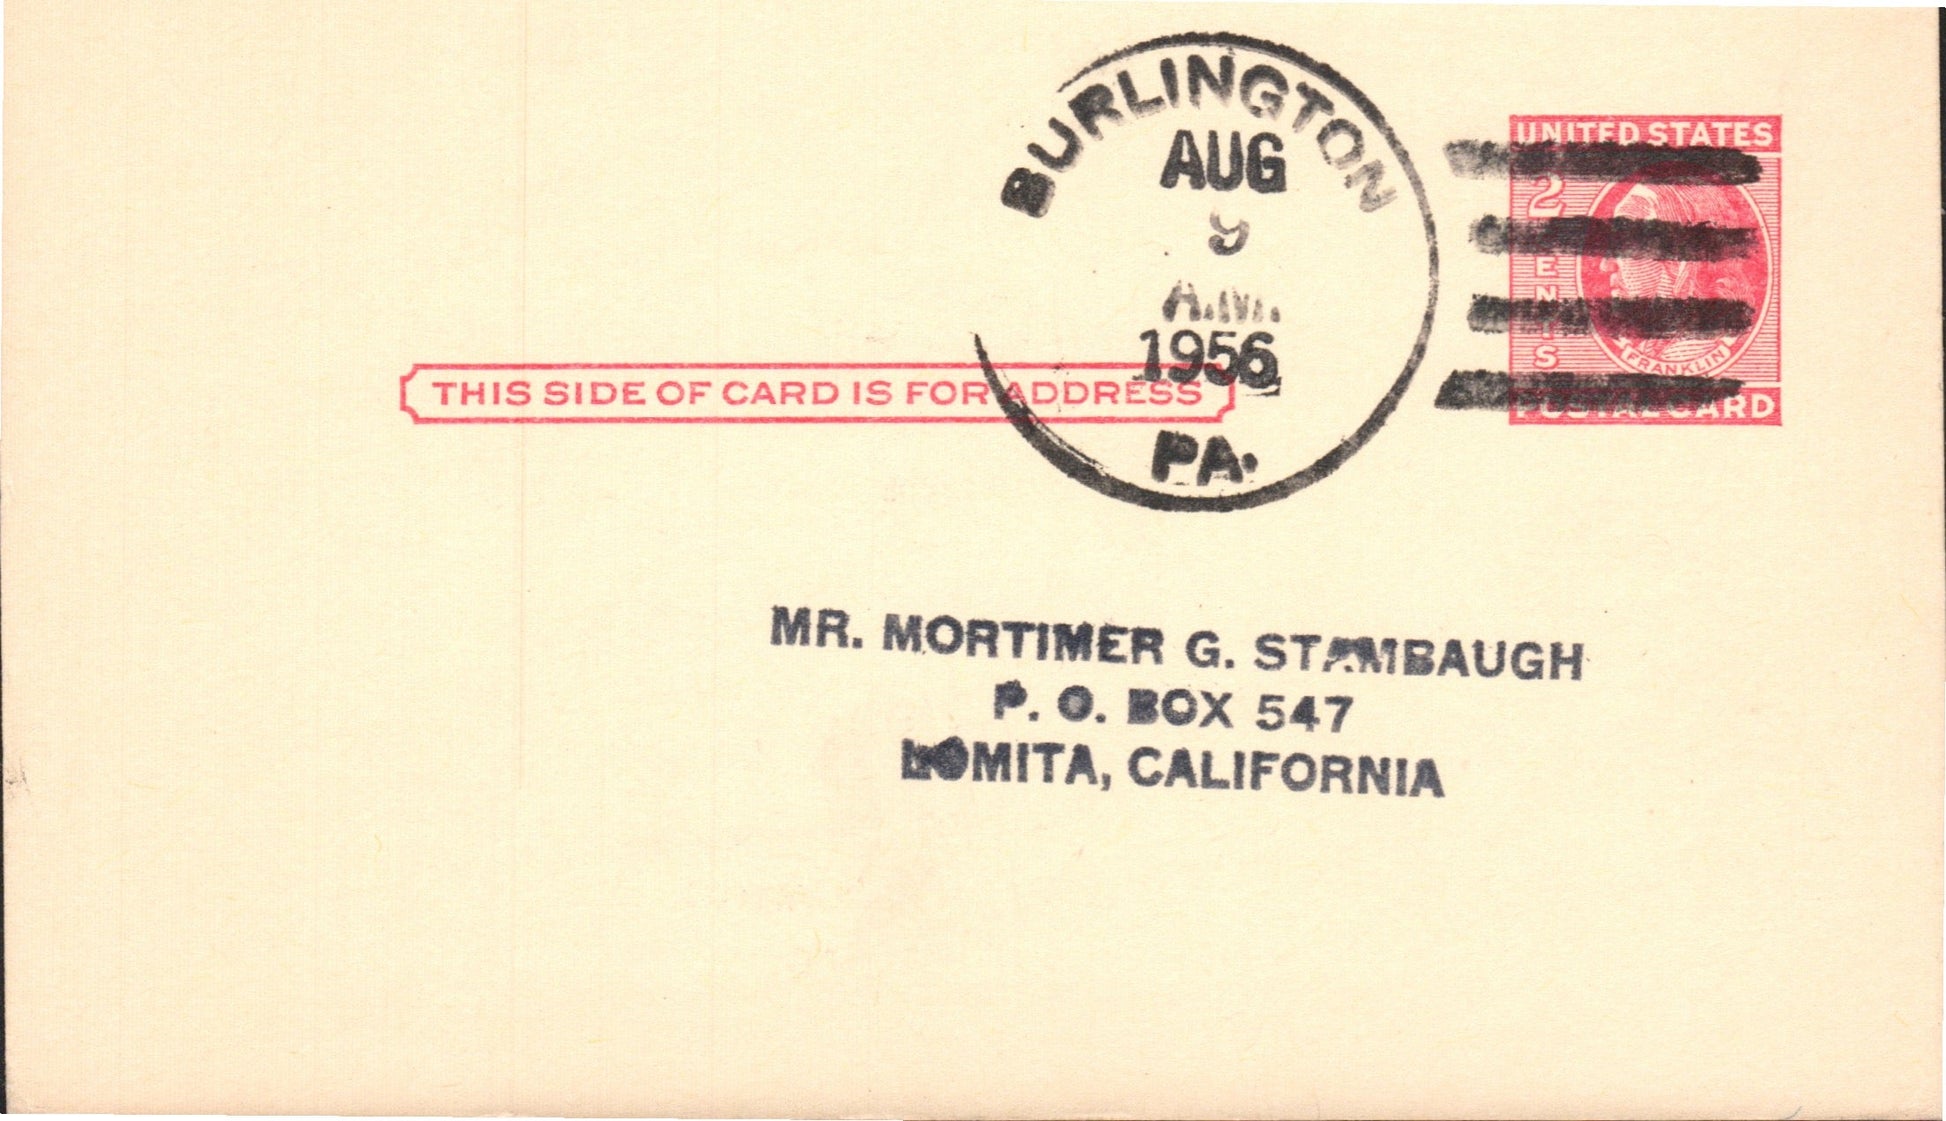 BURLINGTON
AUG
9
A.M.
1956
PA.
UNITED STATES
2 CENTS
FRANKLIN
POSTAL CARD
THIS SIDE OF CARD IS FOR ADDRESS
MR. MORTIMER G. STAMBAUGH
P. O. BOX 547
LOMITA, CALIFORNIA